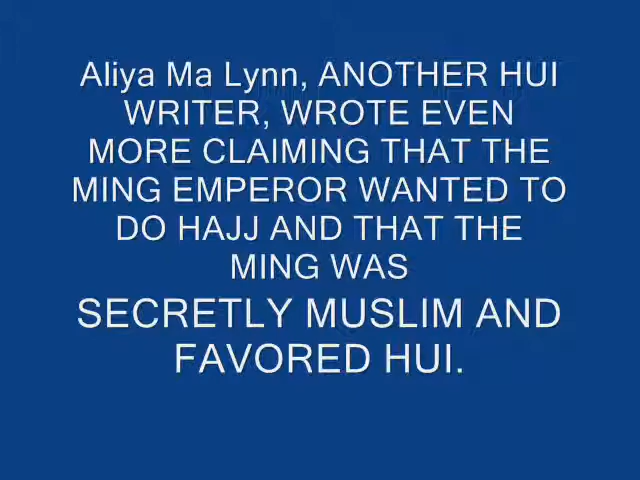 Aliya Ma Lynn, ANOTHER HUI
WRITER, WROTE EVEN
MORE CLAIMING THAT THE
MING EMPEROR WANTED TO
DO HAJJ AND THAT THE
MING WAS
SECRETLY MUSLIM AND
FAVORED HUI.